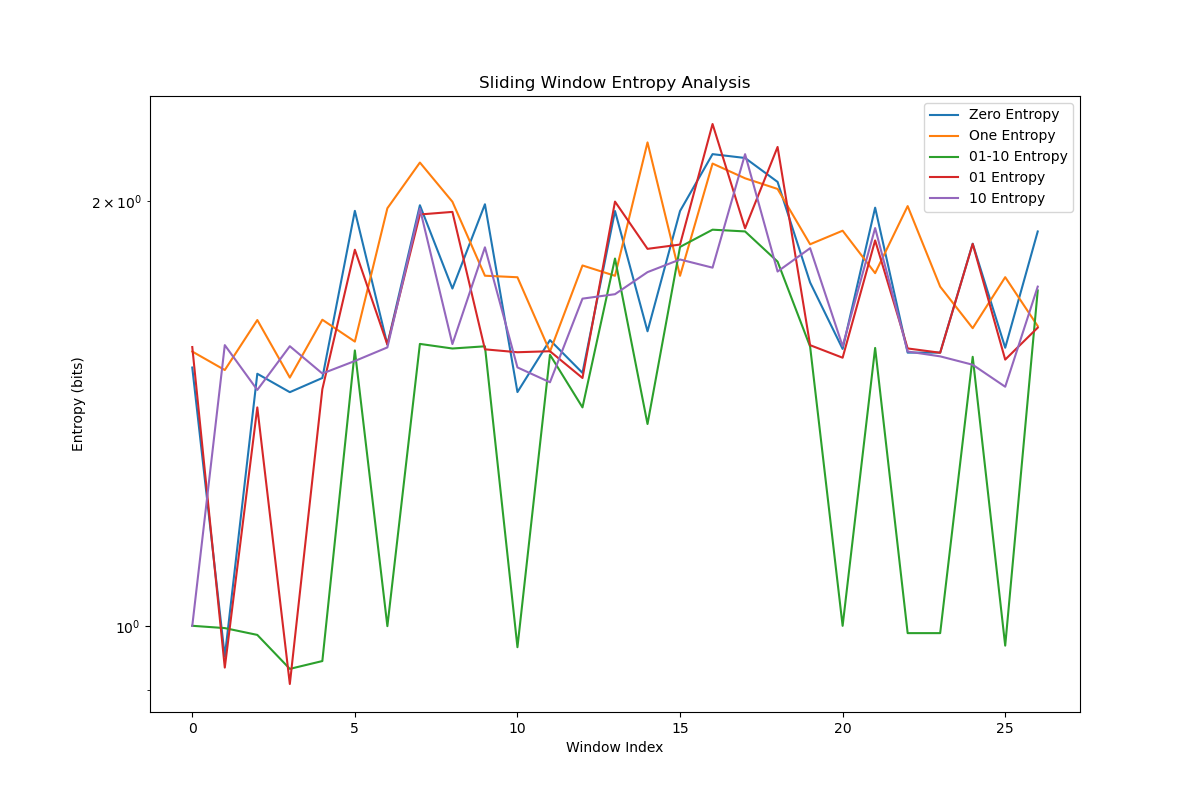 Sliding Window Entropy Analysis
Zero Entropy
One Entropy
01-10 Entropy
01 Entropy
10 Entropy
2 × 10⁰
10⁰
Entropy (bits)
0 5 10 15 20 25
Window Index